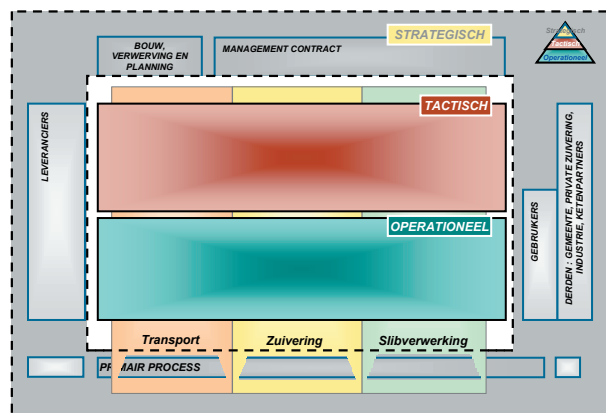 STRATEGISCH
Strategisch
Tactisch
Operationeel
BOUW,
VERWERVING EN
PLANNING
MANAGEMENT CONTRACT
TACTISCH
LEVERANCIERS
OPERATIONEEL
GEBRUIKERS
DERDEN : GEMEENTE, PRIVATE ZUIVERING,
INDUSTRIE, KETENPARTNERS
Transport
Zuivering
Slibverwerking
PRIMAIR PROCESS